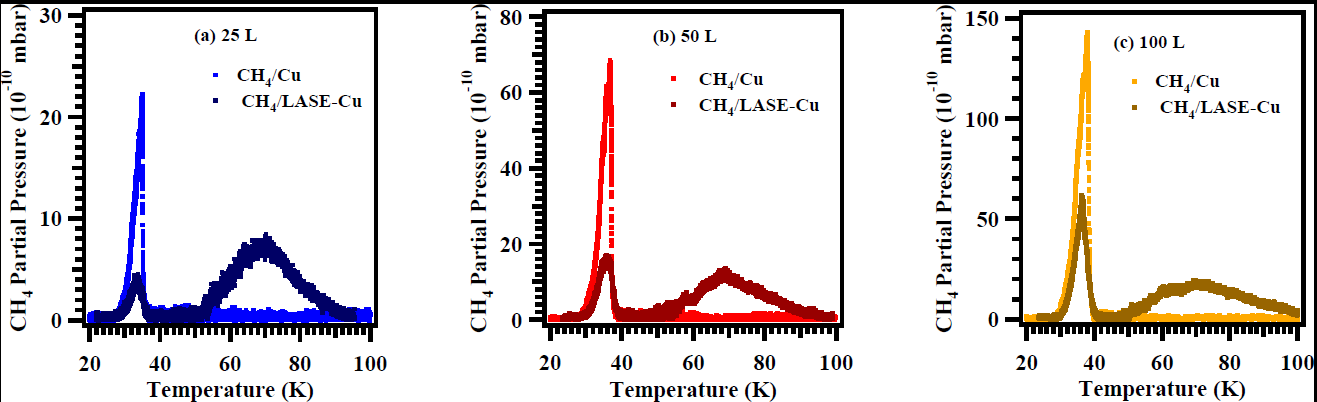 (a) 25 L
CH4/Cu
CH4/LASE-Cu
CH4 Partial Pressure (10-10 mbar)
30
20
10
0
20 40 60 80 100
Temperature (K)
(b) 50 L
CH4/Cu
CH4/LASE-Cu
CH4 Partial Pressure (10-10 mbar)
80
60
40
20
0
20 40 60 80 100
Temperature (K)
(c) 100 L
CH4/Cu
CH4/LASE-Cu
CH4 Partial Pressure (10-10 mbar)
150
100
50
0
20 40 60 80 100
Temperature (K)